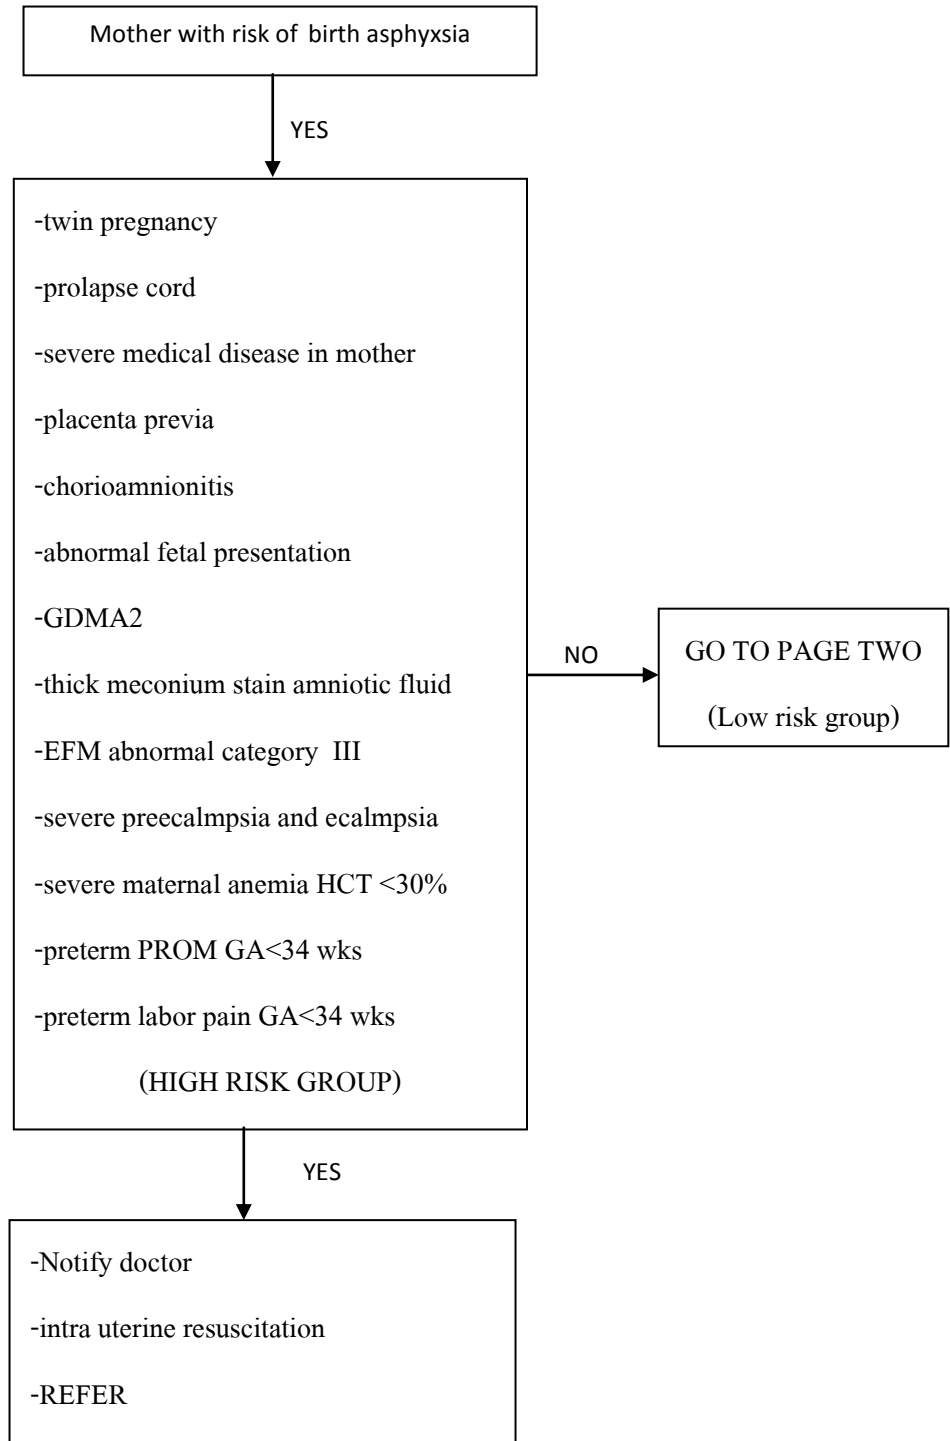 Mother with risk of birth asphyxsia
YES
-twin pregnancy
-prolapse cord
-severe medical disease in mother
-placenta previa
-chorioamnionitis
-abnormal fetal presentation
-GDMA2
-thick meconium stain amniotic fluid
-EFM abnormal category III
-severe preecalmpsia and ecalmpsia
-severe maternal anemia HCT <30%
-preterm PROM GA<34 wks
-preterm labor pain GA<34 wks
(HIGH RISK GROUP)
NO
GO TO PAGE TWO
(Low risk group)
YES
-Notify doctor
-intra uterine resuscitation
-REFER